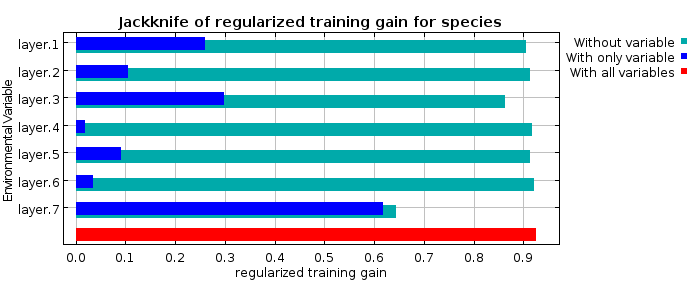 Jackknife of regularized training gain for species
Environmental Variable
layer.1
layer.2
layer.3
layer.4
layer.5
layer.6
layer.7
0.0 0.1 0.2 0.3 0.4 0.5 0.6 0.7 0.8 0.9
regularized training gain
Without variable
With only variable
With all variables